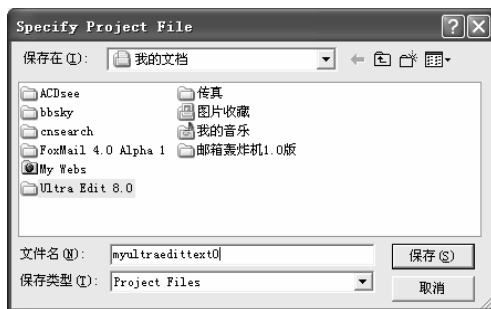 Specify Project File
保存在(I): 我的文档
ACDsee 传真
bbsky 图片收藏
cnsearch 我的音乐
FoxMail 4.0 Alpha 1 邮箱轰炸机1.0版
My Webs
Ultra Edit 8.0
文件名(N): myultraedittext0 保存(S)
保存类型(T): Project Files 取消